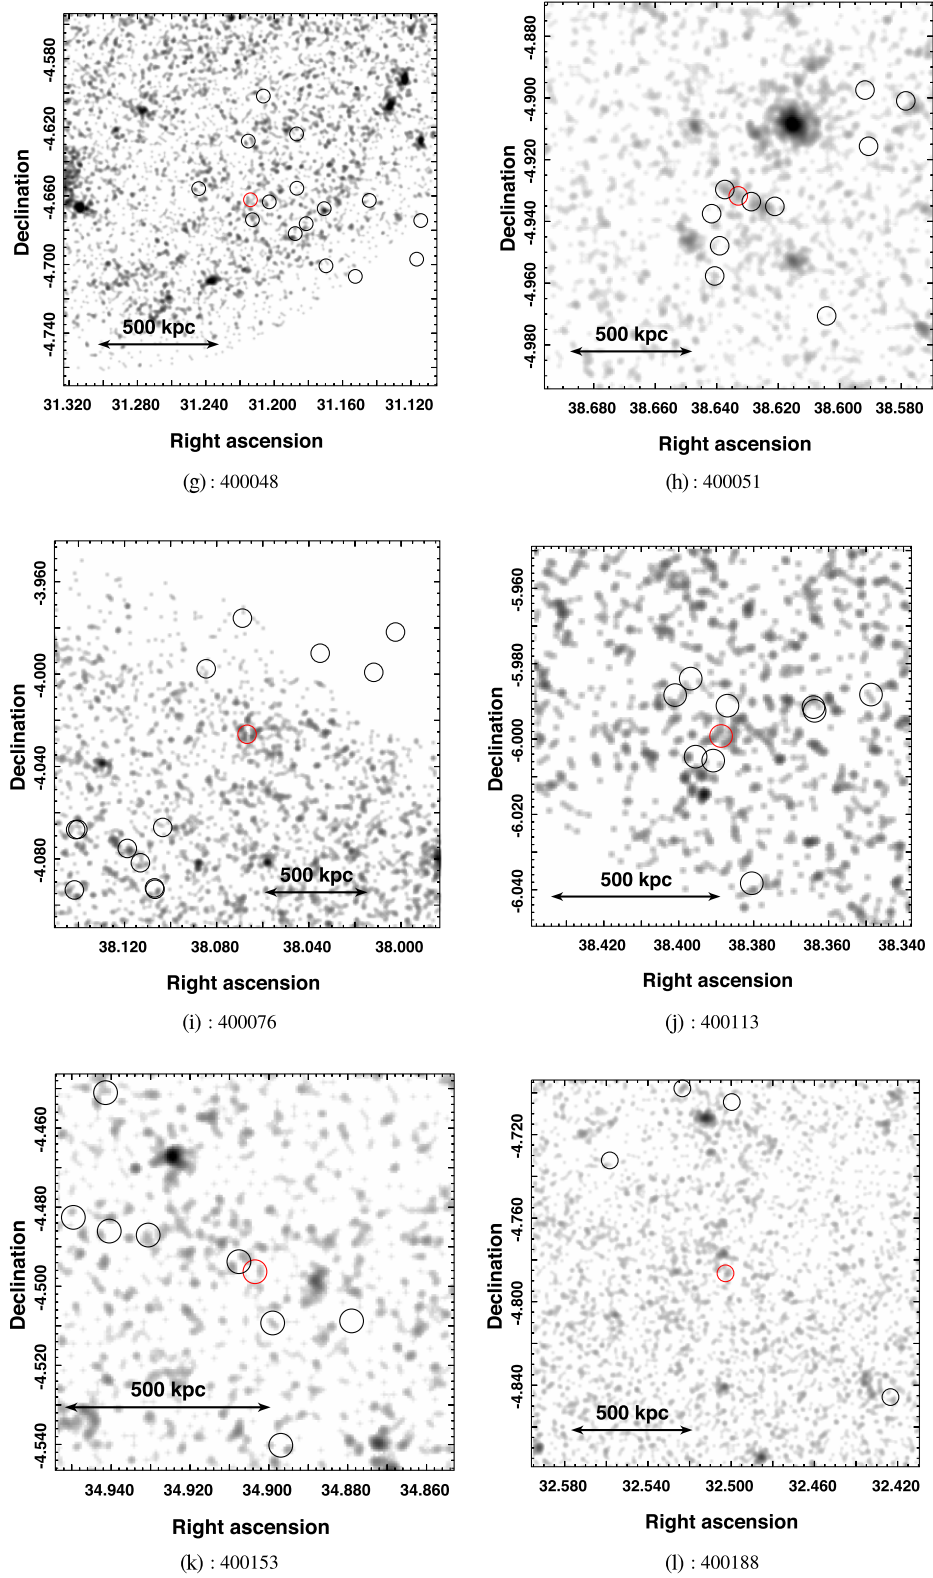 -4.580
-4.620
-4.660
-4.700
-4.740
Declination
500 kpc
31.320 31.280 31.240 31.200 31.160 31.120
Right ascension
(g) : 400048
-4.880
-4.900
-4.920
-4.940
-4.960
-4.980
Declination
500 kpc
38.680 38.660 38.640 38.620 38.600 38.580
Right ascension
(h) : 400051
-3.960
-4.000
-4.040
-4.080
Declination
500 kpc
38.120 38.080 38.040 38.000
Right ascension
(i) : 400076
-5.960
-5.980
-6.000
-6.020
-6.040
Declination
500 kpc
38.420 38.400 38.380 38.360 38.340
Right ascension
(j) : 400113
-4.460
-4.480
-4.500
-4.520
-4.540
Declination
500 kpc
34.940 34.920 34.900 34.880 34.860
Right ascension
(k) : 400153
-4.720
-4.760
-4.800
-4.840
Declination
500 kpc
32.580 32.540 32.500 32.460 32.420
Right ascension
(l) : 400188